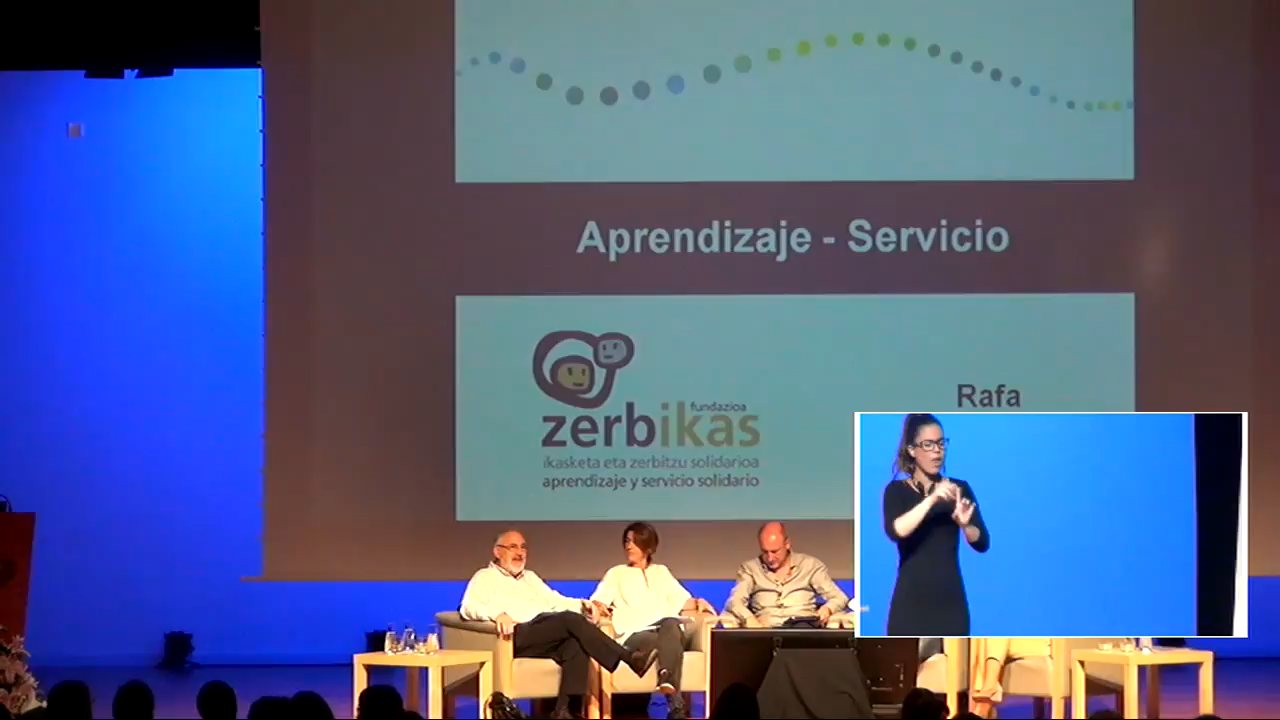 Aprendizaje - Servicio
fundazioa
zerbikas
ikasketa eta zerbitzu solidarioa
aprendizaje y servicio solidario
Rafa